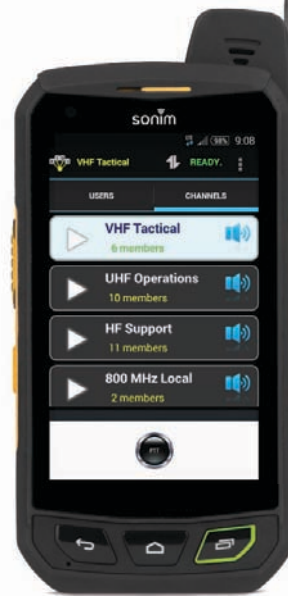 sonim
98% 9:08
VHF Tactical READY.
USERS CHANNELS
VHF Tactical
6 members
UHF Operations
10 members
HF Support
11 members
800 MHz Local
2 members
PTT